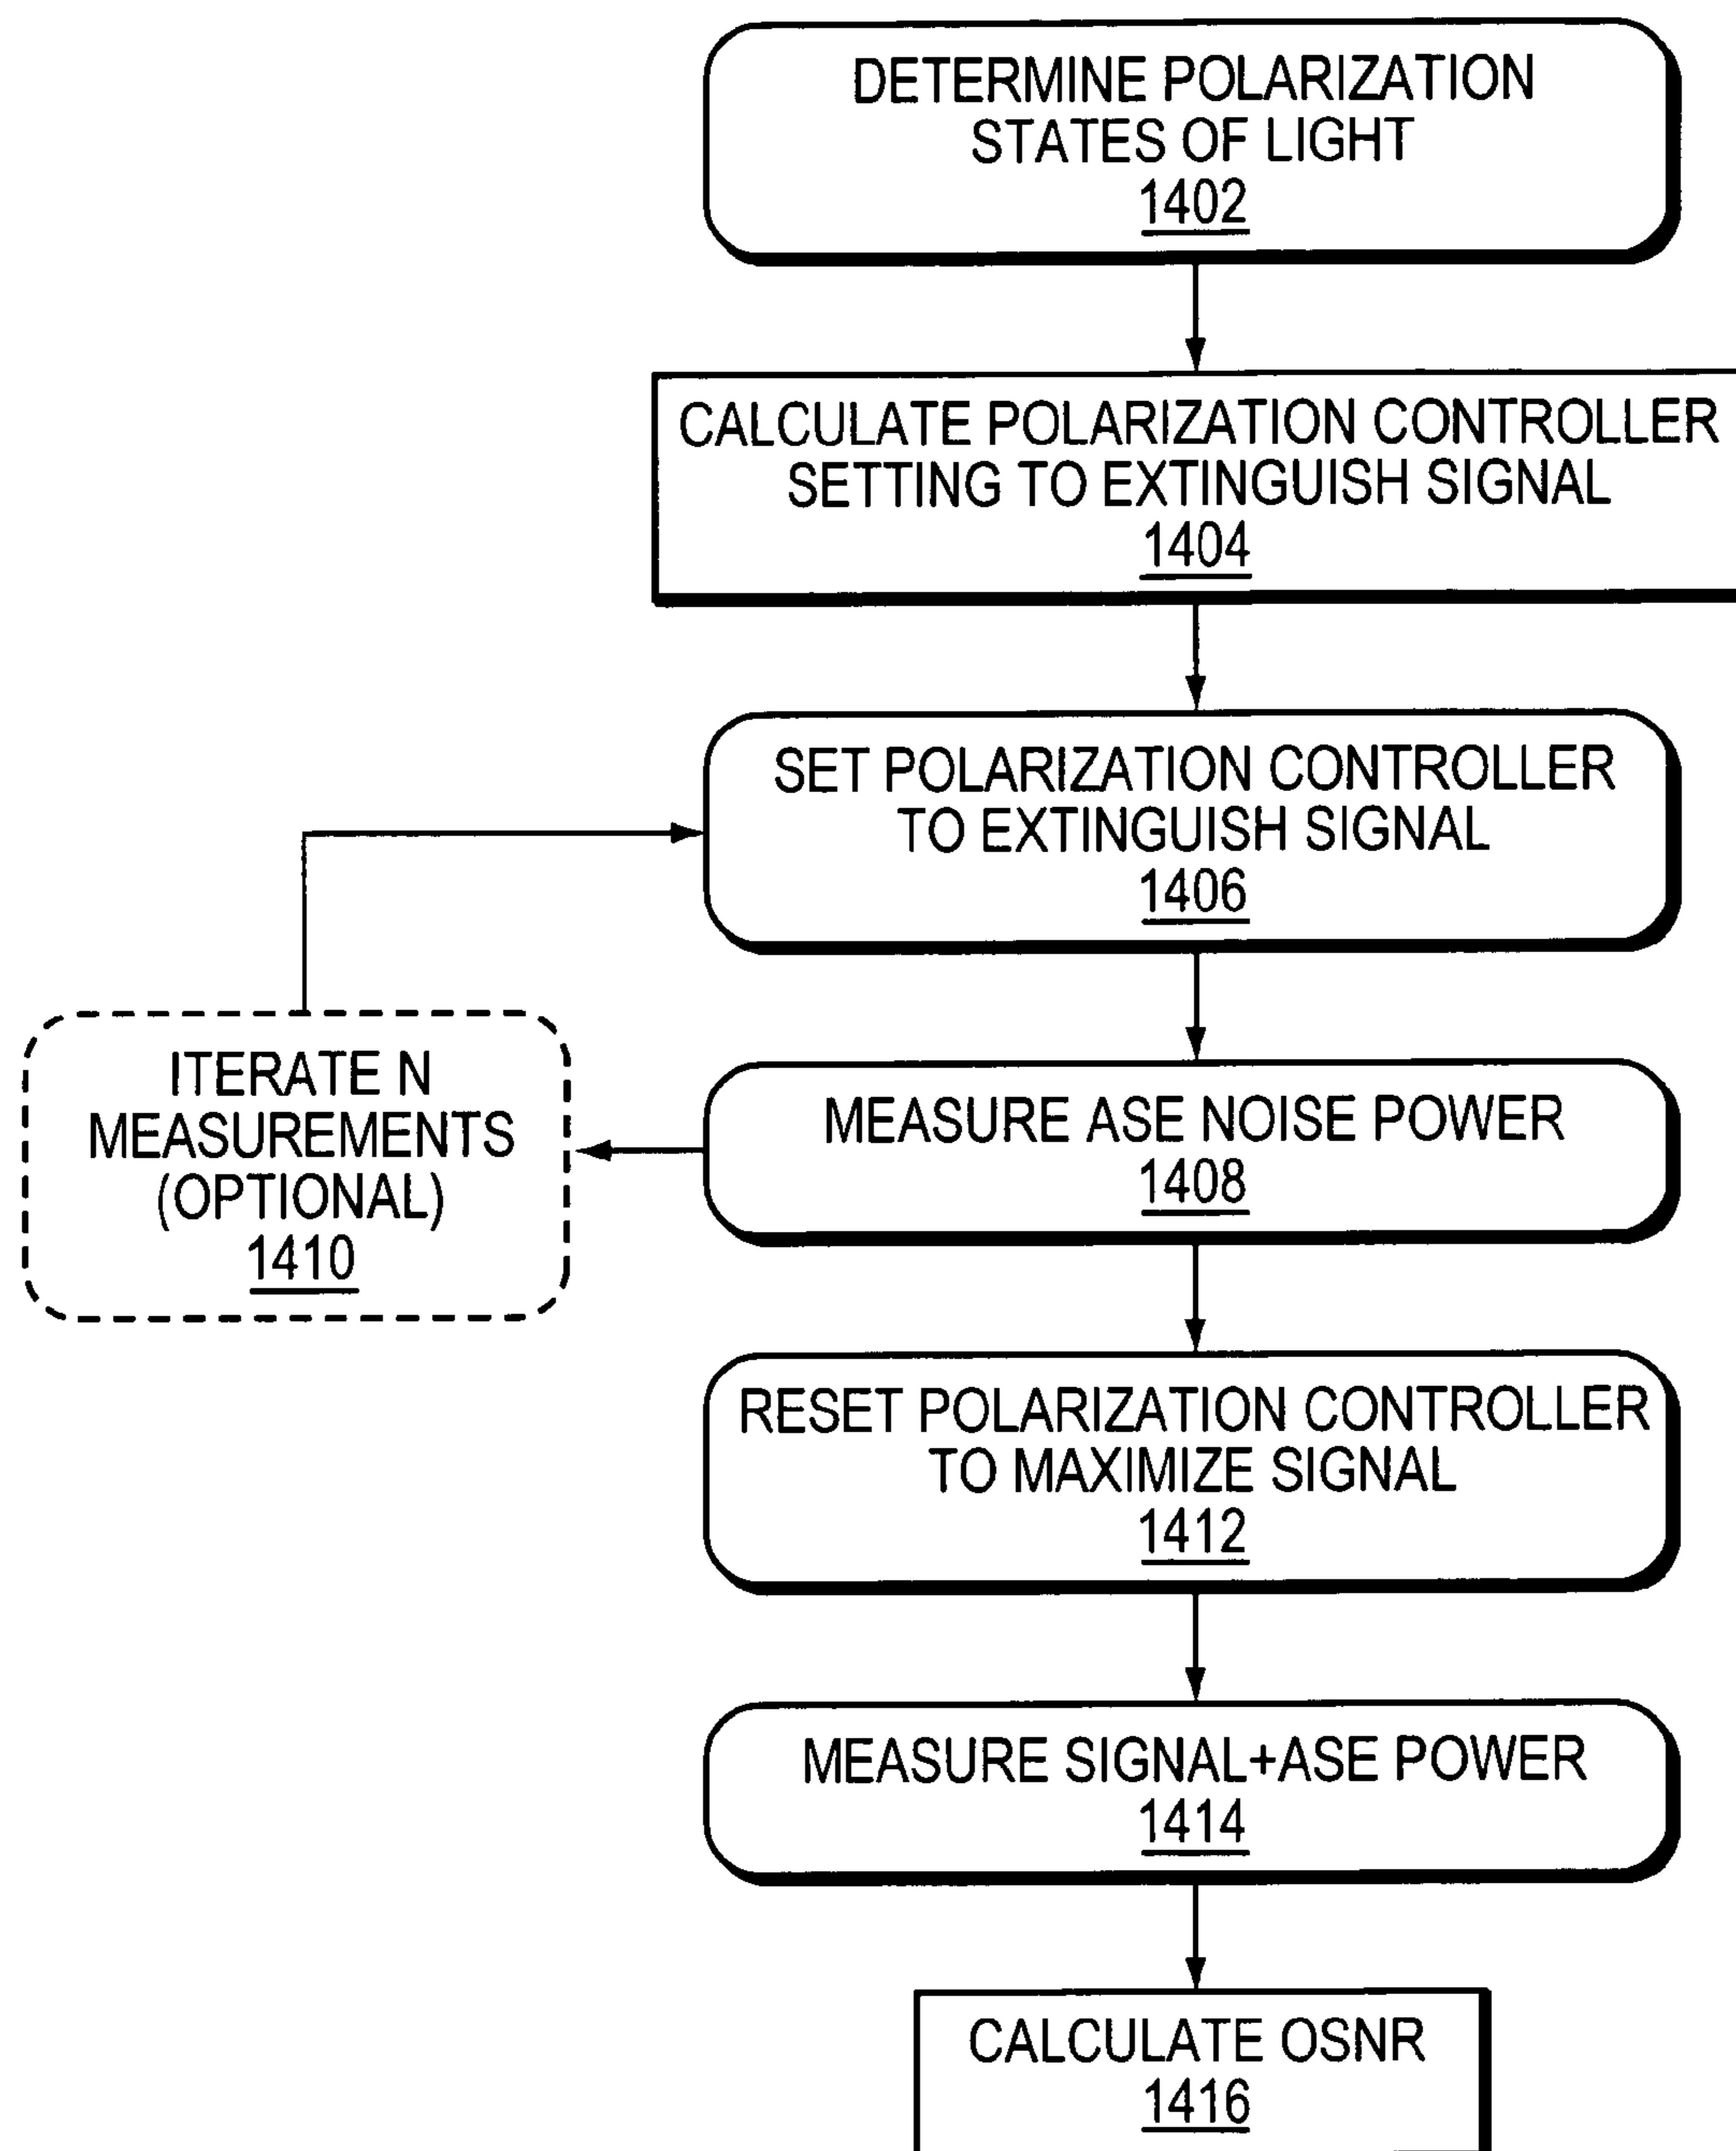 DETERMINE POLARIZATION
STATES OF LIGHT
1402
CALCULATE POLARIZATION CONTROLLER
SETTING TO EXTINGUISH SIGNAL
1404
SET POLARIZATION CONTROLLER
TO EXTINGUISH SIGNAL
1406
ITERATE N
MEASUREMENTS
(OPTIONAL)
1410
MEASURE ASE NOISE POWER
1408
RESET POLARIZATION CONTROLLER
TO MAXIMIZE SIGNAL
1412
MEASURE SIGNAL+ASE POWER
1414
CALCULATE OSNR
1416